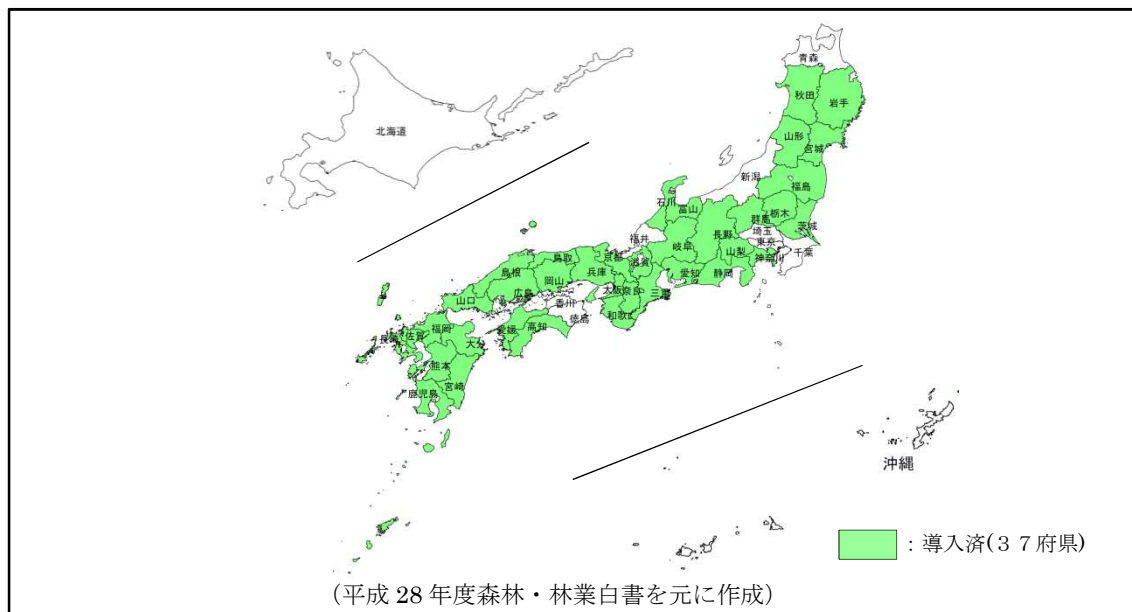 青森
秋田
岩手
北海道
山形
宮城
新潟
福島
石川
富山
群馬
栃木
茨城
福井
長野
埼玉
東京
岐阜
山梨
千葉
京都
滋賀
神奈川
鳥取
兵庫
愛知
静岡
島根
岡山
大阪
奈良
三重
広島
山口
香川
和歌山
徳島
福岡
愛媛
高知
佐賀
長崎
大分
熊本
宮崎
鹿児島
沖縄
：導入済(３７府県)
（平成 28 年度森林・林業白書を元に作成）